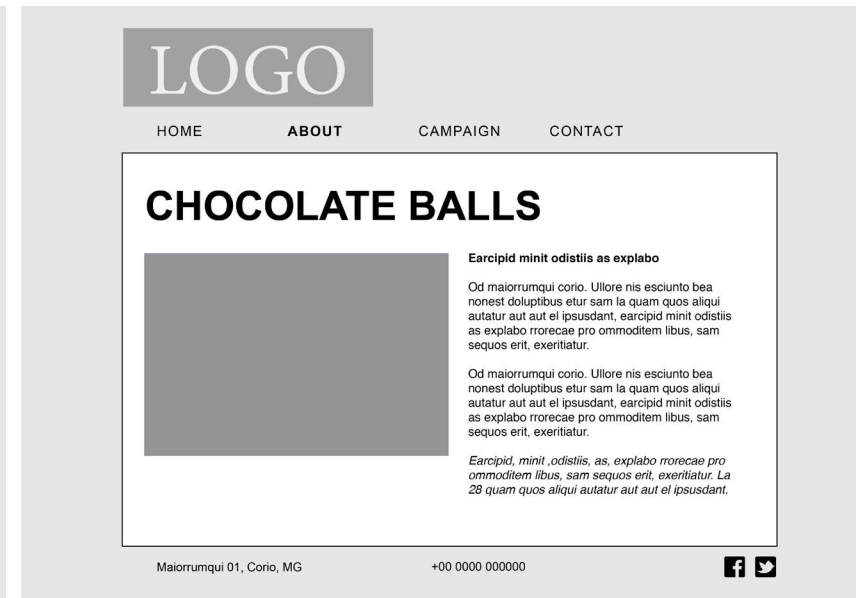 LOGO
HOME ABOUT CAMPAIGN CONTACT
CHOCOLATE BALLS
Earcipid minit odistiis as explabo
Od maiorrumqui corio. Ullore nis esciunto bea
nonest doluptibus etur sam la quam quos aliqui
autatur aut aut el ipsusdant, earcipid minit odistiis
as explabo rrorecae pro ommoditem libus, sam
sequos erit, exeritiatur.
Od maiorrumqui corio. Ullore nis esciunto bea
nonest doluptibus etur sam la quam quos aliqui
autatur aut aut el ipsusdant, earcipid minit odistiis
as explabo rrorecae pro ommoditem libus, sam
sequos erit, exeritiatur.
Earcipid, minit ,odistiis, as, explabo rrorecae pro
ommoditem libus, sam sequos erit, exeritiatur. La
28 quam quos aliqui autatur aut aut el ipsusdant.
Maiorrumqui 01, Corio, MG +00 0000 000000